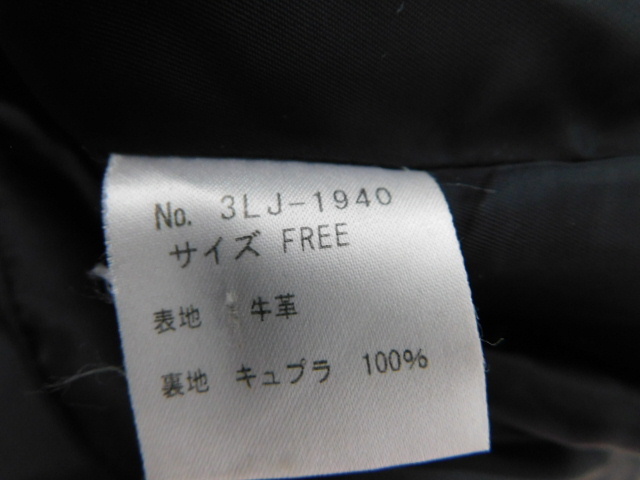 No. 3LJ-1940
サイズ FREE
表地 牛革
裏地 キュプラ 100%